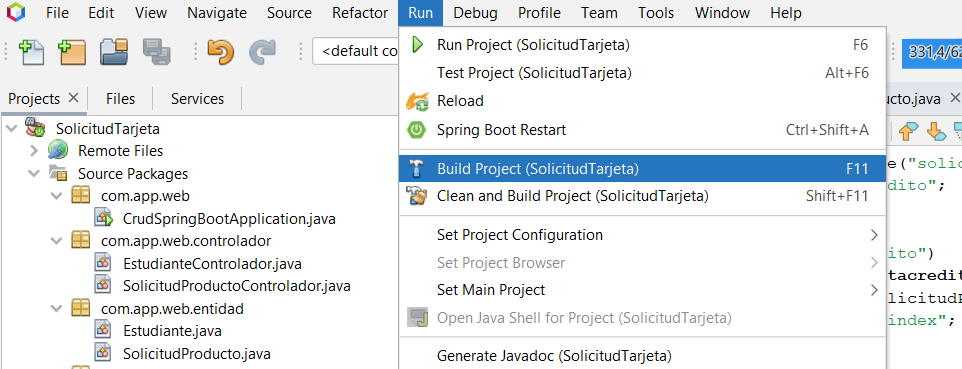 File Edit View Navigate Source Refactor Run Debug Profile Team Tools Window Help
<default co
331,4/62
Projects Files Services
SolicitudTarjeta
Remote Files
Source Packages
com.app.web
CrudSpringBootApplication.java
com.app.web.controlador
EstudianteControlador.java
SolicitudProductoControlador.java
com.app.web.entidad
Estudiante.java
SolicitudProducto.java
Run Project (SolicitudTarjeta) F6
Test Project (SolicitudTarjeta) Alt+F6
Reload
Spring Boot Restart Ctrl+Shift+A
Build Project (SolicitudTarjeta) F11
Clean and Build Project (SolicitudTarjeta) Shift+F11
Set Project Configuration
Set Project Browser
Set Main Project
Open Java Shell for Project (SolicitudTarjeta)
Generate Javadoc (SolicitudTarjeta)
ucto.java
e("solic
dito";
dito")
tacredit
licitudP
index";